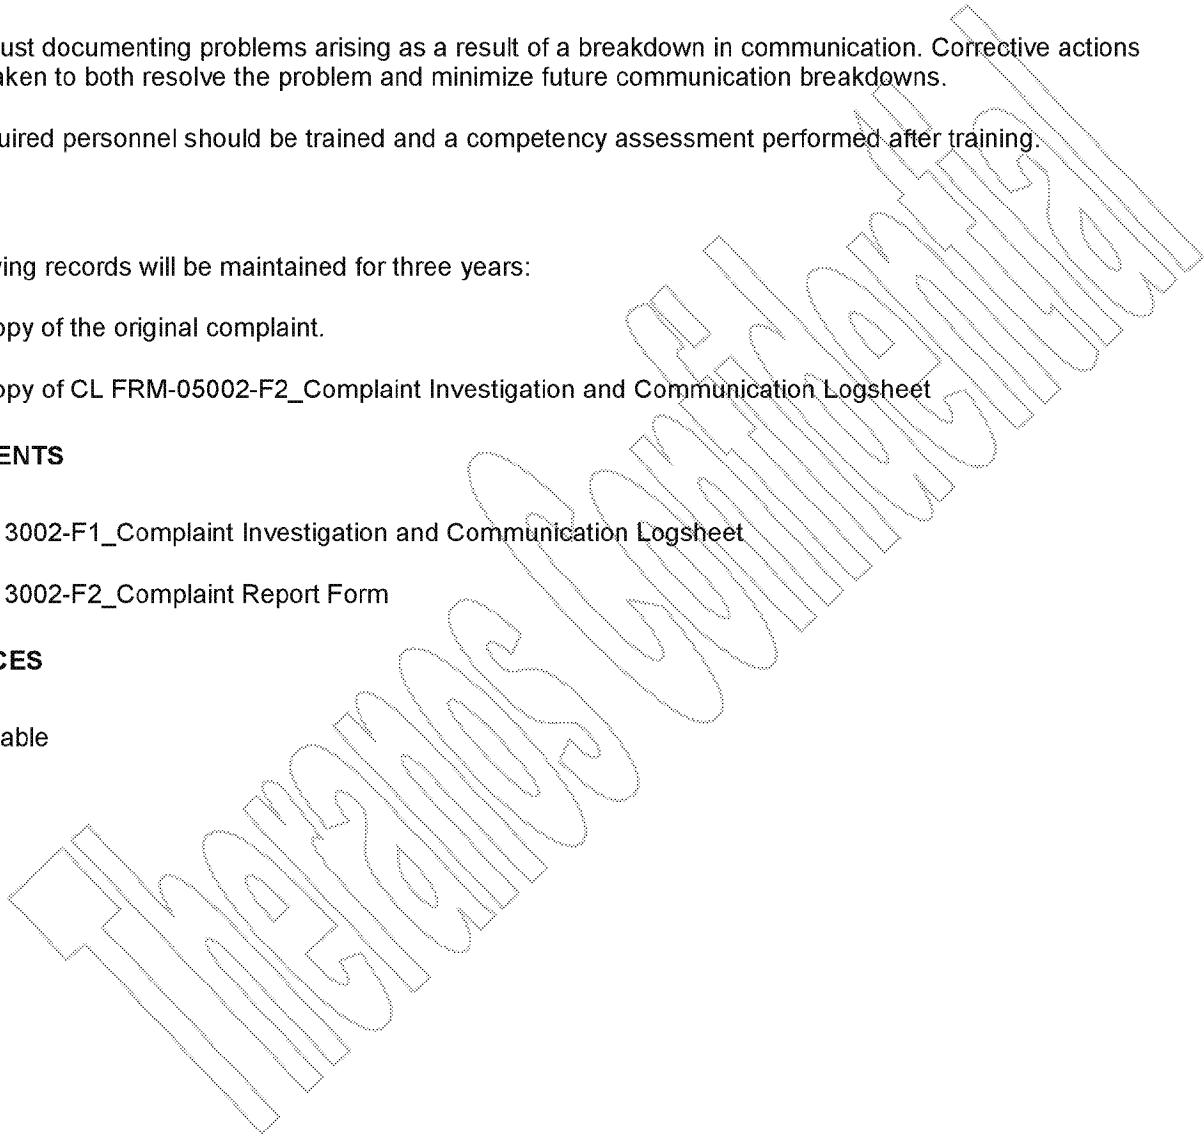 ust documenting problems arising as a result of a breakdown in communication. Corrective actions
aken to both resolve the problem and minimize future communication breakdowns.
uired personnel should be trained and a competency assessment performed after training.
ving records will be maintained for three years:
opy of the original complaint.
opy of CL FRM-05002-F2_Complaint Investigation and Communication Logsheet
ENTS
3002-F1_Complaint Investigation and Communication Logsheet
3002-F2_Complaint Report Form
CES
able
Theranos Confidential